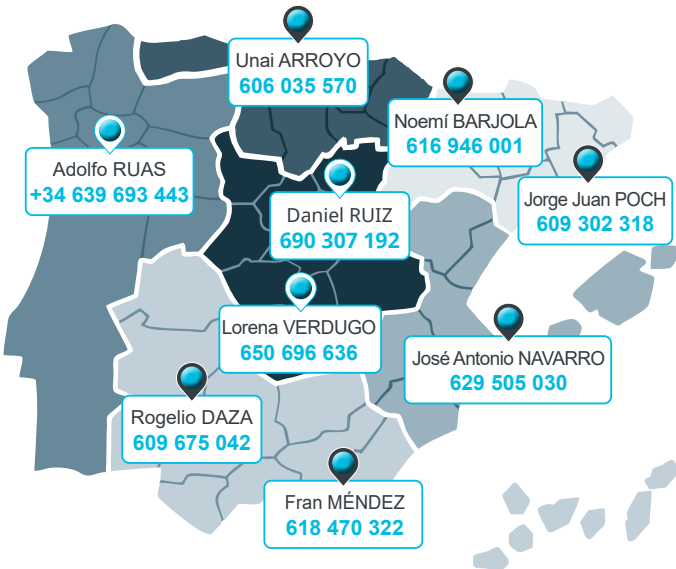 Unai ARROYO
606 035 570
Noemí BARJOLA
616 946 001
Adolfo RUAS
+34 639 693 443
Jorge Juan POCH
609 302 318
Daniel RUIZ
690 307 192
Lorena VERDUGO
650 696 636
José Antonio NAVARRO
629 505 030
Rogelio DAZA
609 675 042
Fran MÉNDEZ
618 470 322